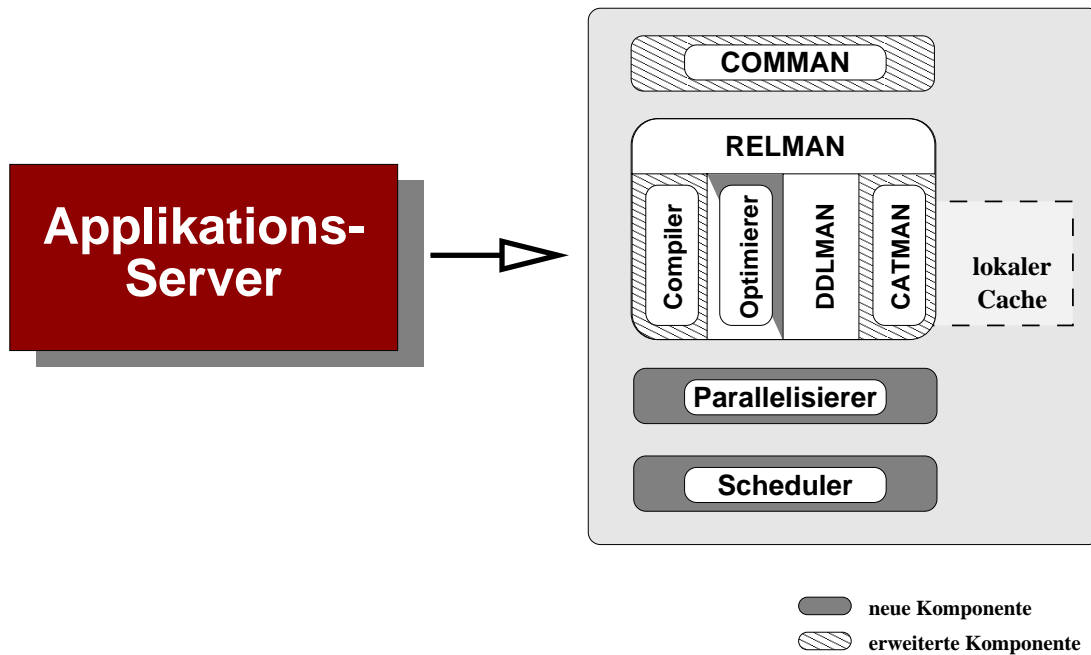 COMMAN
RELMAN
Applikations-
Server
Compiler
Optimierer
DDLMAN
CATMAN
lokaler
Cache
Parallelisierer
Scheduler
neue Komponente
erweiterte Komponente